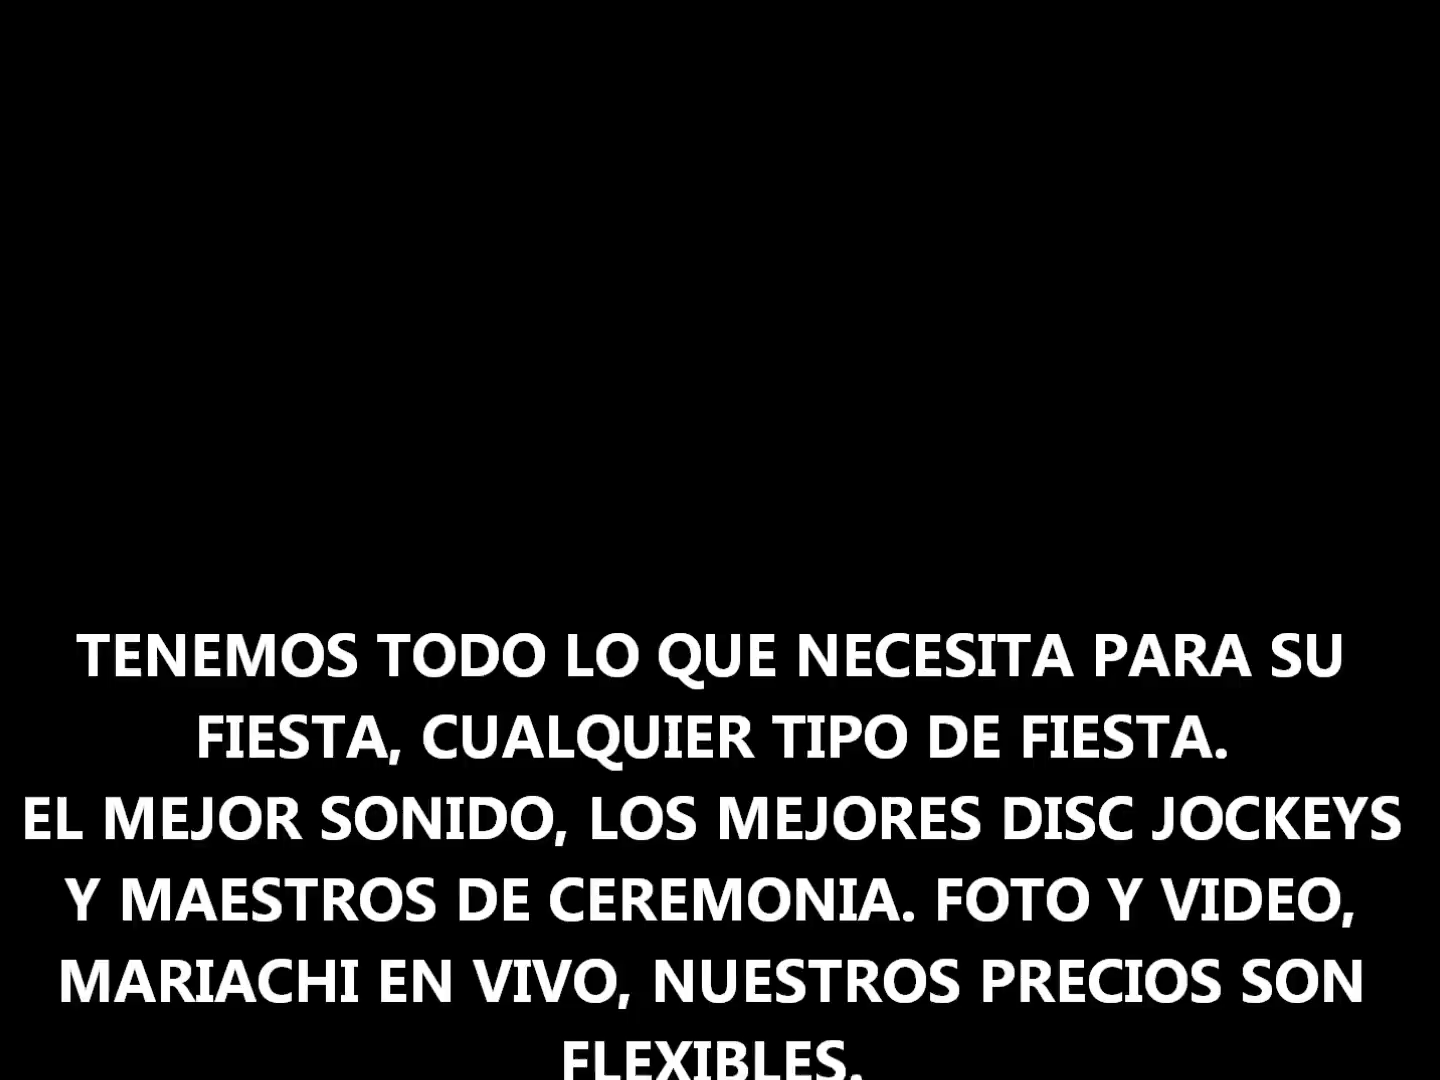 TENEMOS TODO LO QUE NECESITA PARA SU
FIESTA, CUALQUIER TIPO DE FIESTA.
EL MEJOR SONIDO, LOS MEJORES DISC JOCKEYS
Y MAESTROS DE CEREMONIA. FOTO Y VIDEO,
MARIACHI EN VIVO, NUESTROS PRECIOS SON
FLEXIBLES.